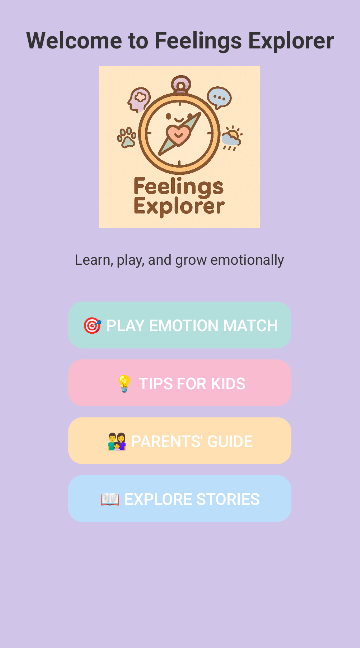 Welcome to Feelings Explorer
Feelings
Explorer
Learn, play, and grow emotionally
🎯 PLAY EMOTION MATCH
💡 TIPS FOR KIDS
👨‍👩‍👧 PARENTS' GUIDE
📖 EXPLORE STORIES